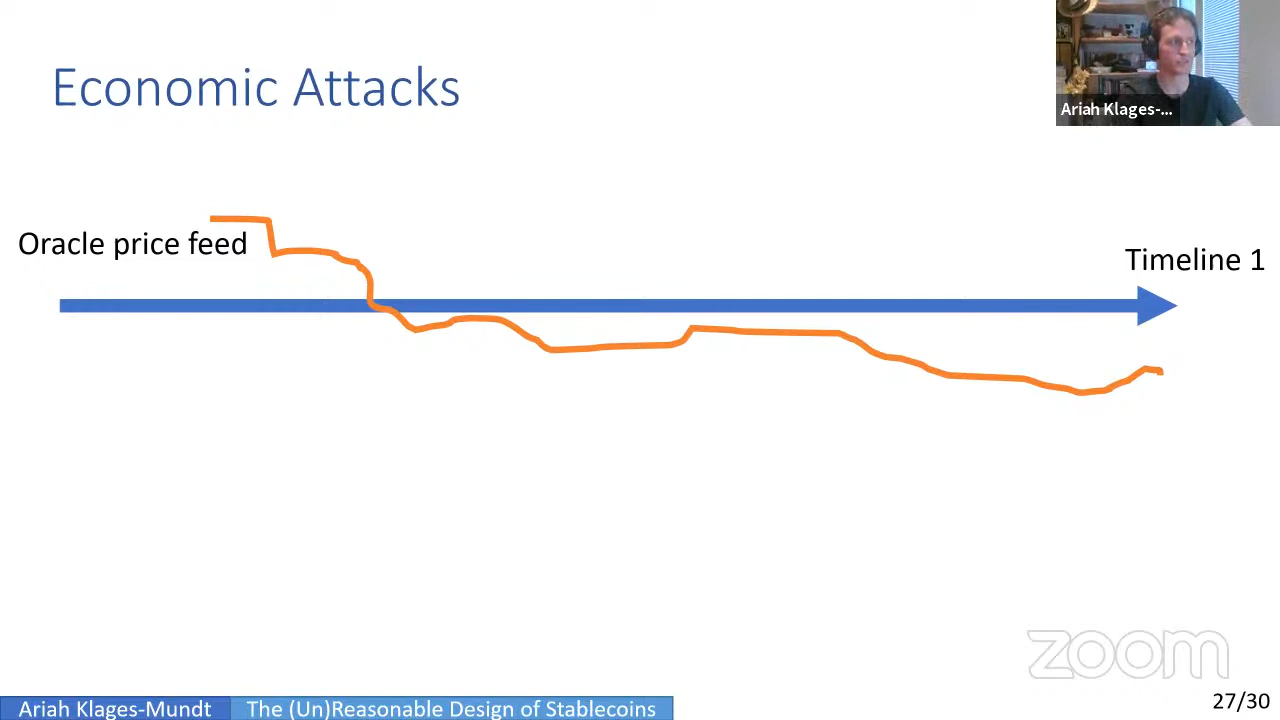 Economic Attacks
Ariah Klages-...
Oracle price feed
Timeline 1
zoom
Ariah Klages-Mundt
The (Un)Reasonable Design of Stablecoins
27/30